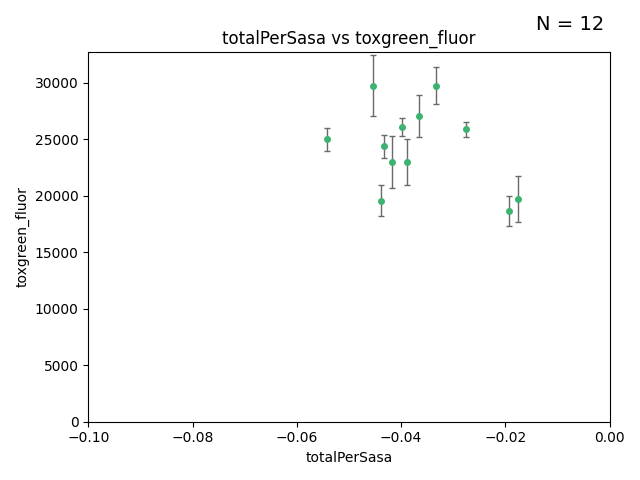 N = 12
totalPerSasa vs toxgreen_fluor
30000
25000
20000
15000
10000
5000
0
toxgreen_fluor
−0.10 −0.08 −0.06 −0.04 −0.02 0.00
totalPerSasa